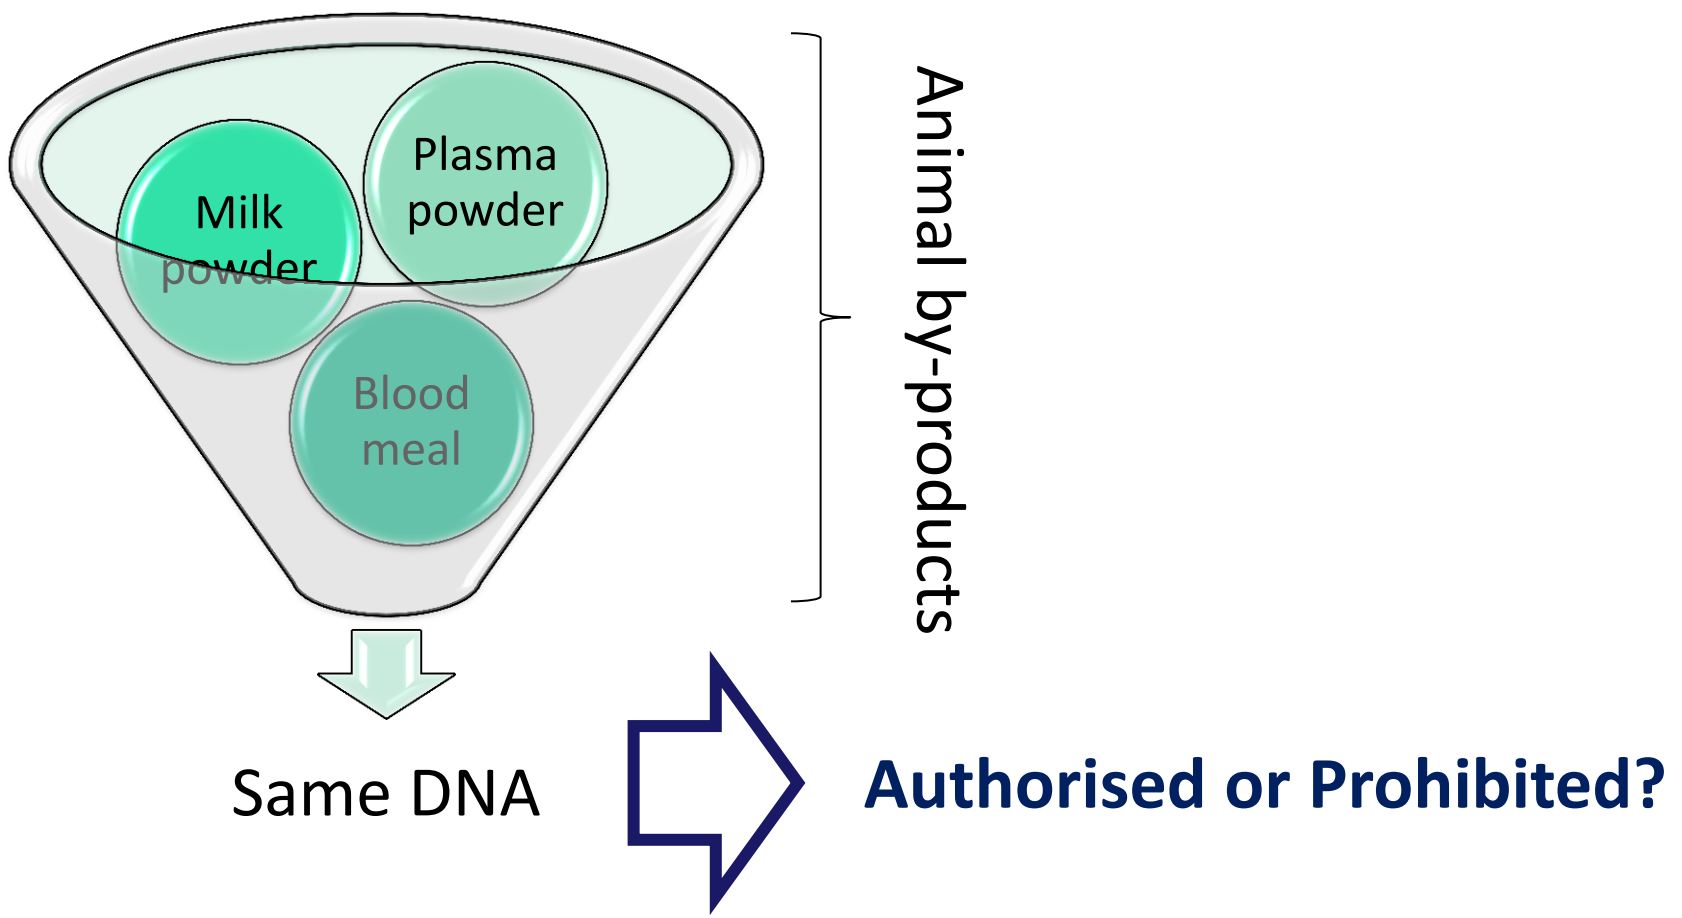 Milk
powder
Plasma
powder
Blood
meal
Animal by-products
Same DNA
Authorised or Prohibited?